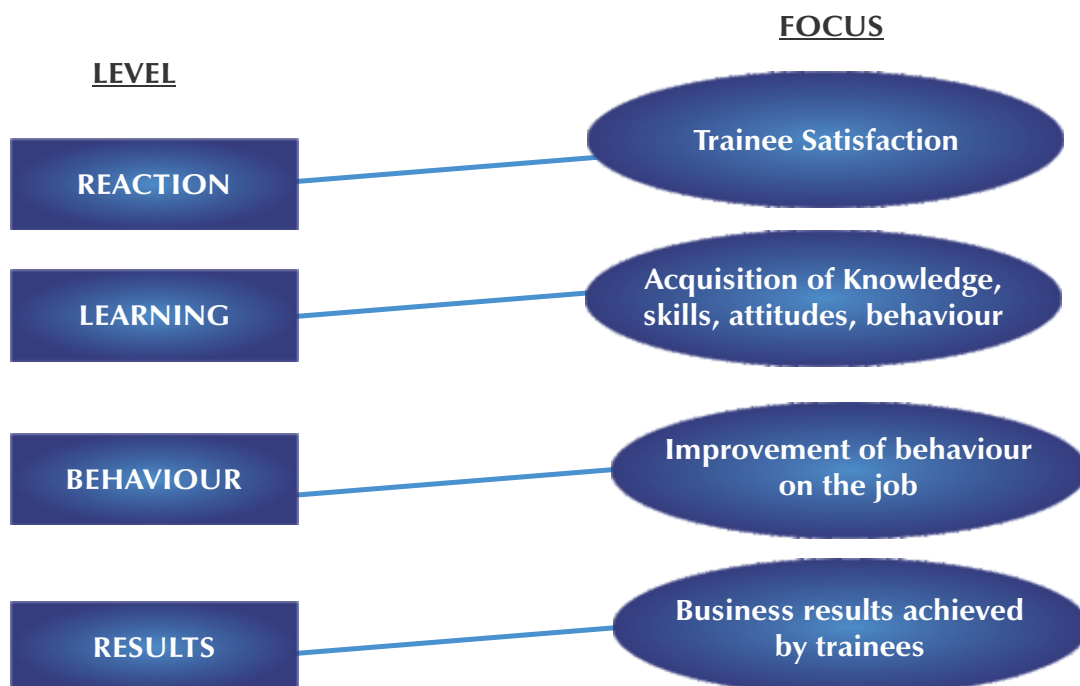 FOCUS
LEVEL
REACTION
Trainee Satisfaction
LEARNING
Acquisition of Knowledge,
skills, attitudes, behaviour
BEHAVIOUR
Improvement of behaviour
on the job
RESULTS
Business results achieved
by trainees